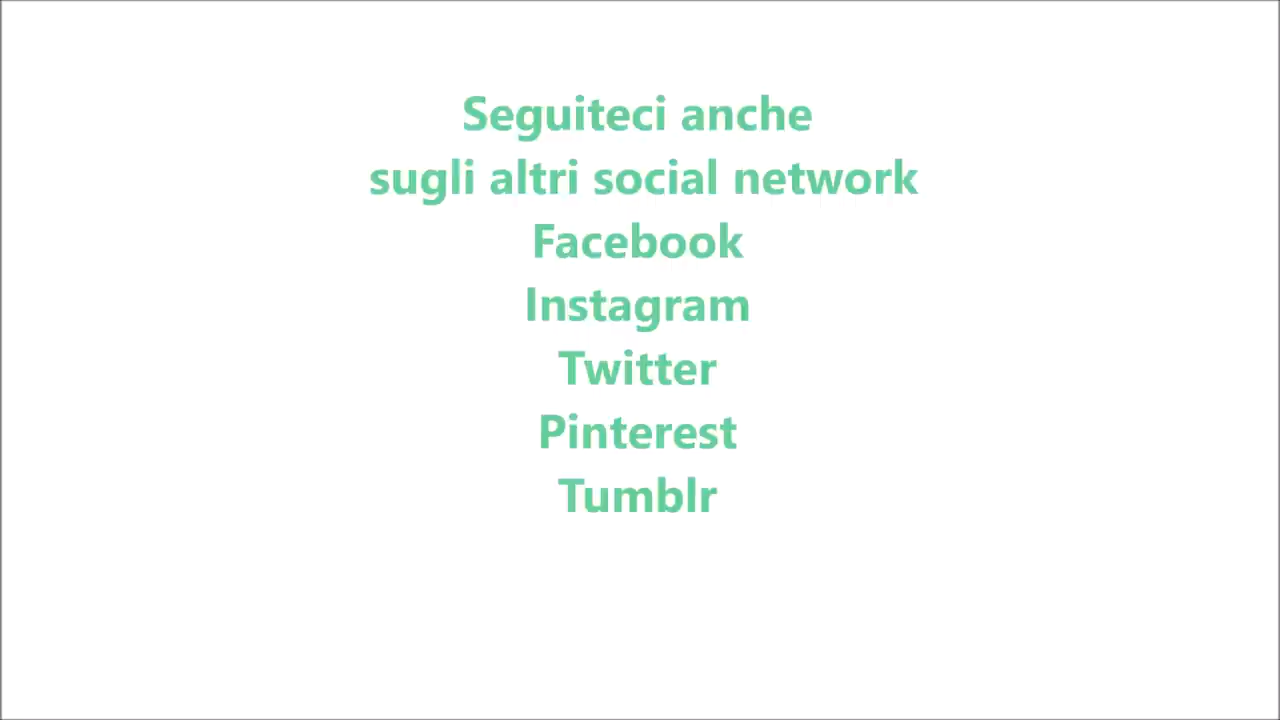 Seguiteci anche
sugli altri social network
Facebook
Instagram
Twitter
Pinterest
Tumblr